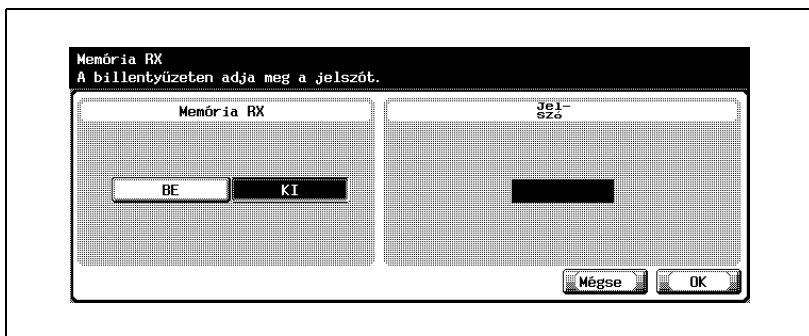 Memória RX
A billentyűzeten adja meg a jelszót.
Memória RX
Jel-
szó
BE
KI
Mégse
OK